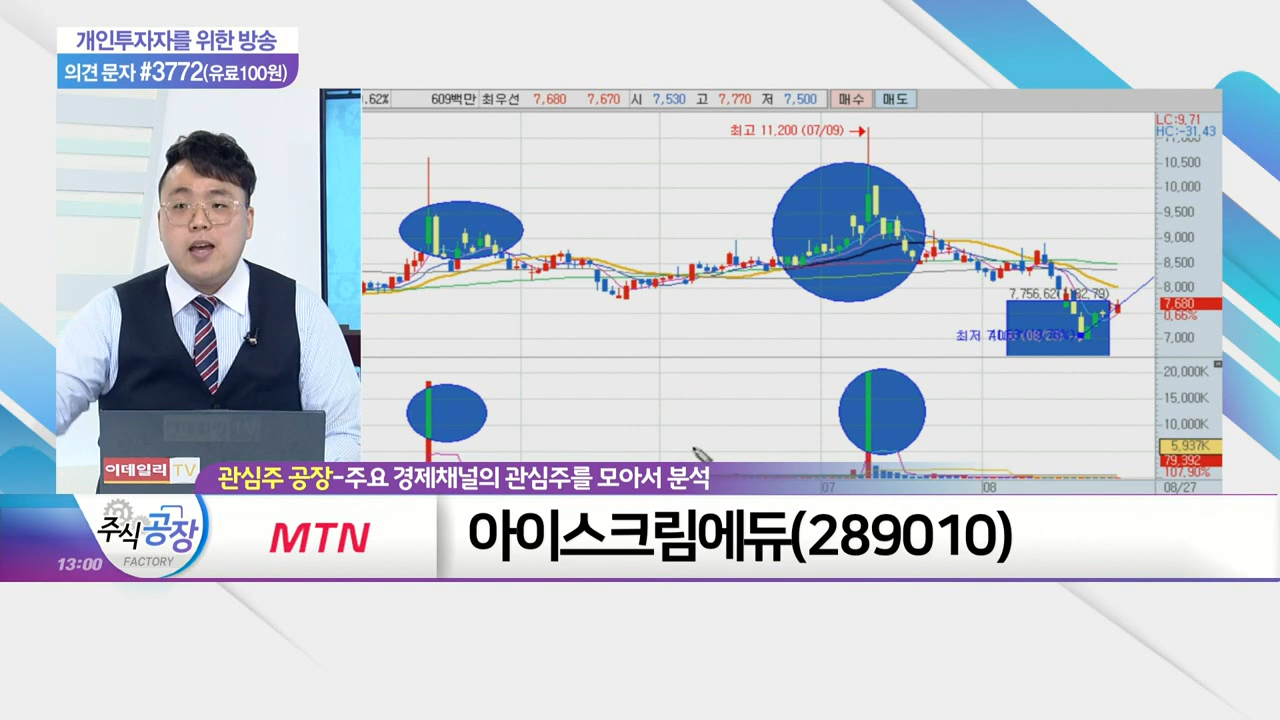 개인투자자를 위한 방송
의견 문자 #3772(유료100원)
.62% 609백만 최우선 7,680 7,670 시 7,530 고 7,770 저 7,500 매수 매도
LC:9,71
HC:-31,43
최고 11,200 (07/09)
11,000
10,500
10,000
9,500
9,000
8,500
8,000
7,680
0,66%
7,000
최저
20,000K
15,000K
10,000K
5,937K
79,392
107,90%
07
08
08/27
이데일리 TV
관심주 공장-주요 경제채널의 관심주를 모아서 분석
주식공장
FACTORY
13:00
MTN
아이스크림에듀(289010)